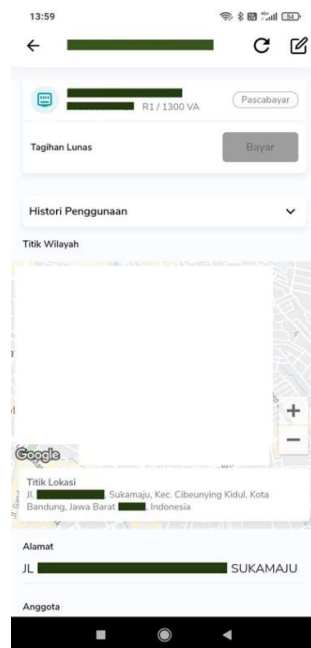 13:59
54
R1 / 1300 VA
Pascabayar
Tagihan Lunas
Bayar
Histori Penggunaan
Titik Wilayah
Google
+
−
Titik Lokasi
Jl. , Sukamaju, Kec. Cibeunying Kidul, Kota
Bandung, Jawa Barat , Indonesia
Alamat
JL SUKAMAJU
Anggota